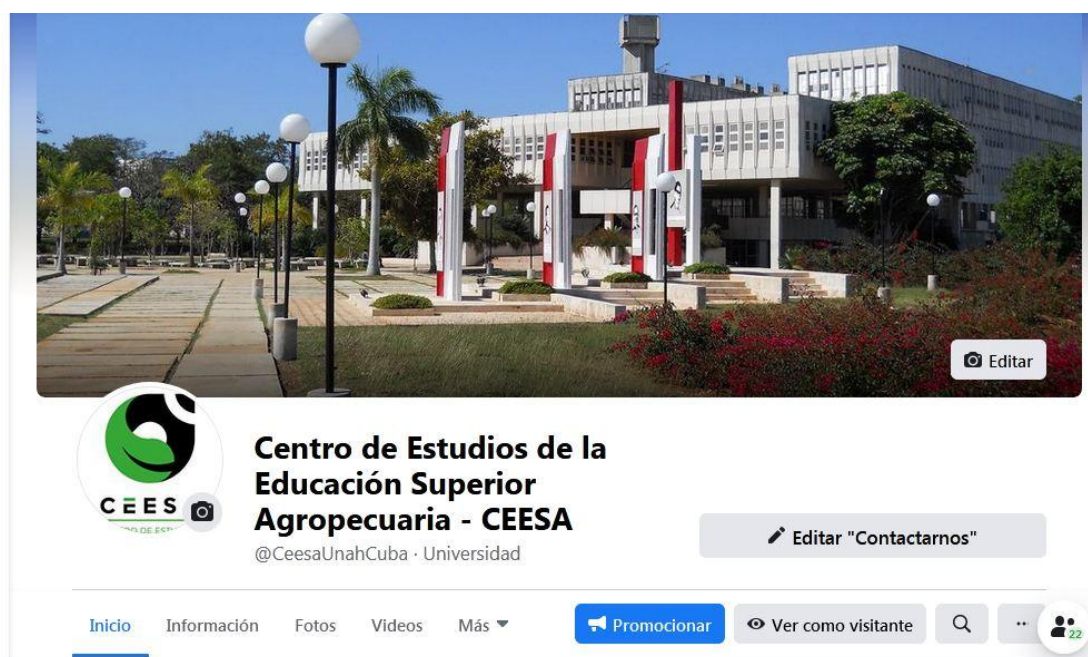 Editar
CEES
Centro de Estudios de la
Educación Superior
Agropecuaria - CEESA
@CeesaUnahCuba · Universidad
Editar "Contactarnos"
Inicio Información Fotos Videos Más Promocionar Ver como visitante
22